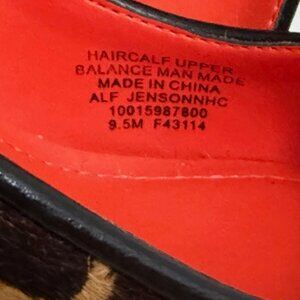 HAIRCALF UPPER
BALANCE MAN MADE
MADE IN CHINA
ALF JENSONNHC
10015987800
9.5M F43114